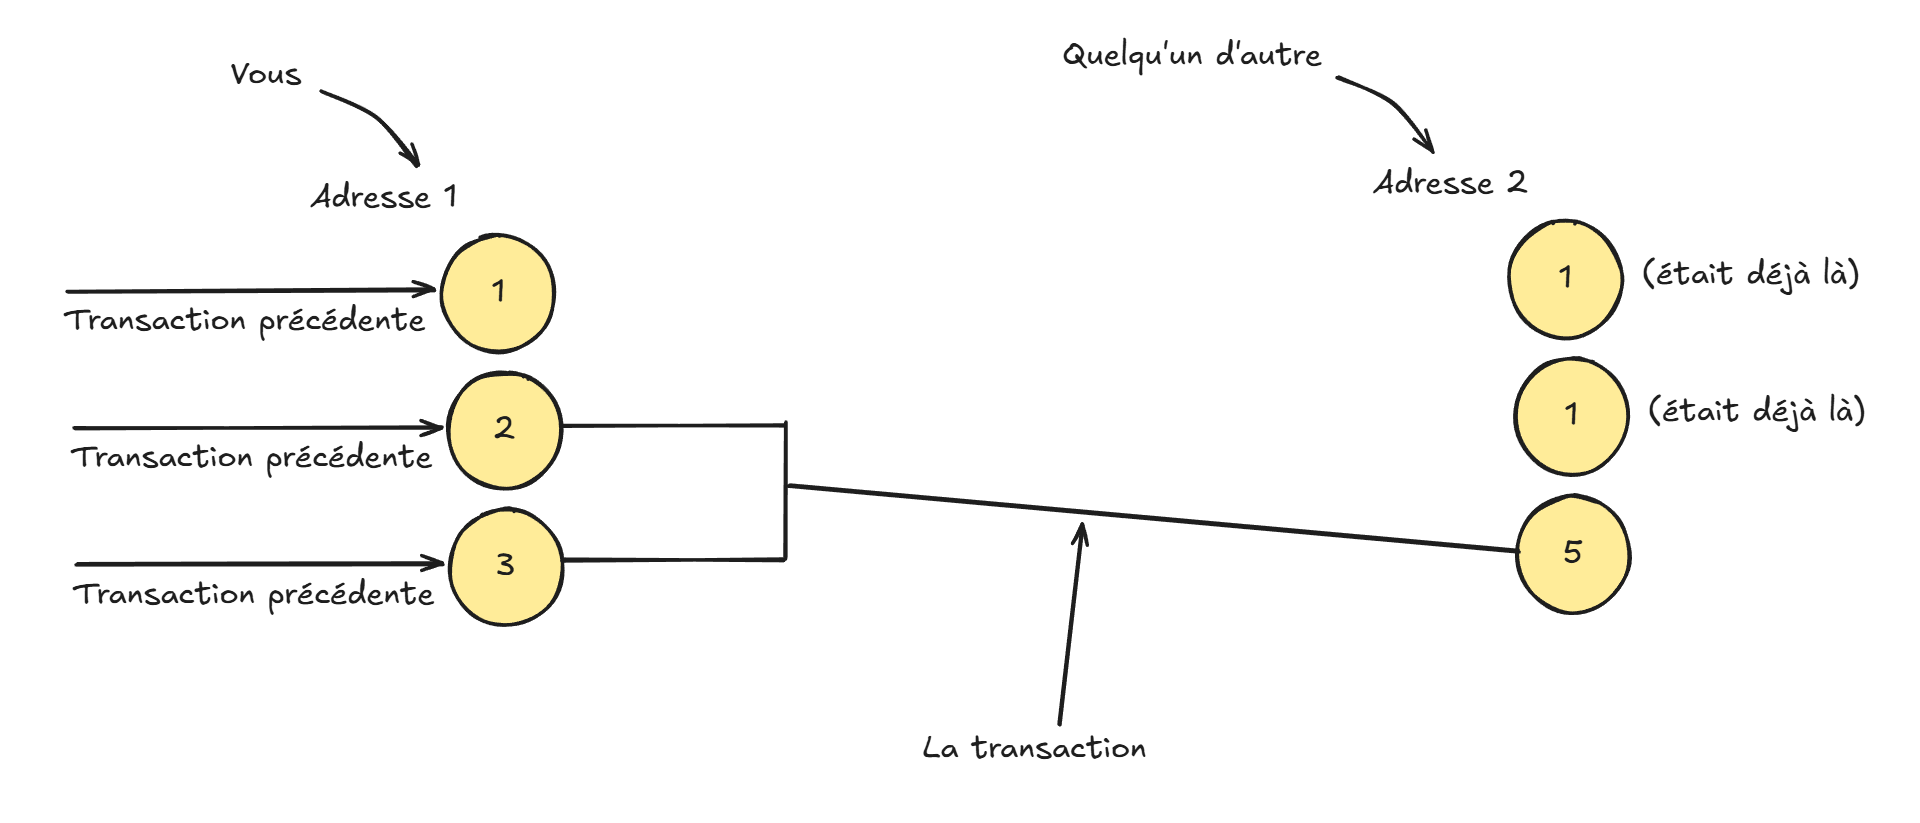 Vous
Quelqu'un d'autre
Adresse 1
Adresse 2
1
Transaction précédente
1 (était déjà là)
2
Transaction précédente
1 (était déjà là)
3
Transaction précédente
5
La transaction